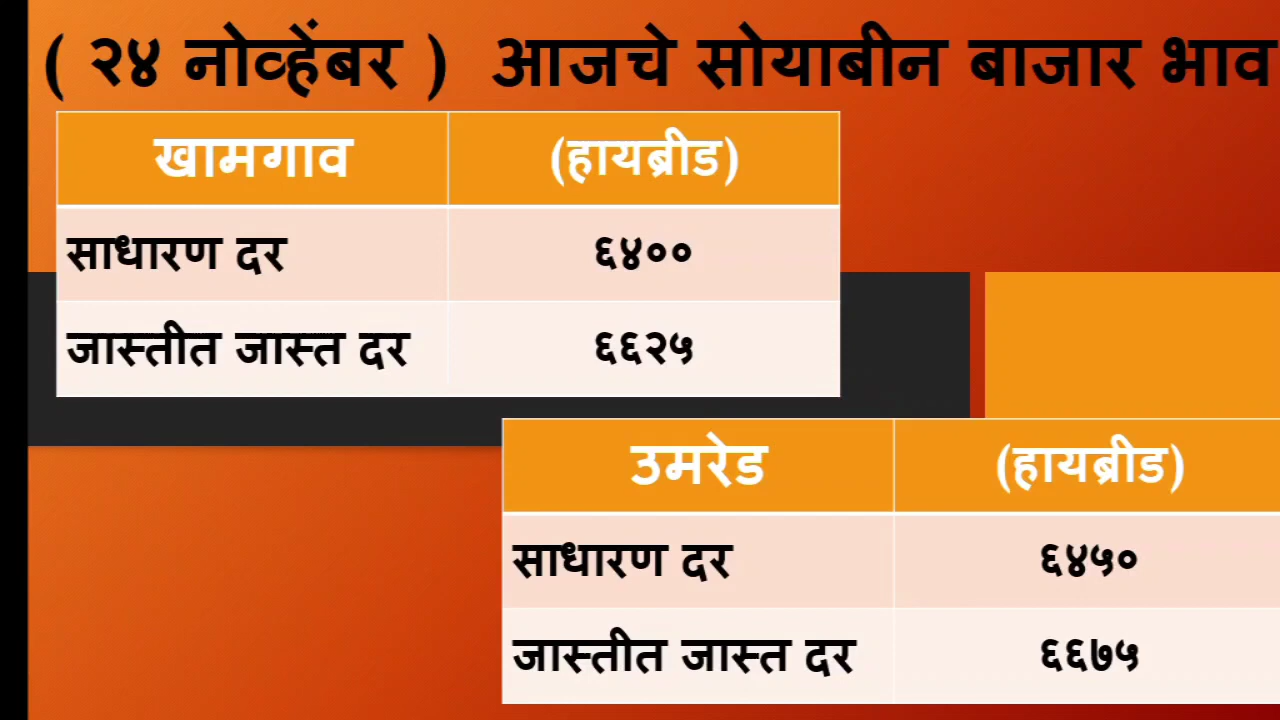 ( २४ नोव्हेंबर ) आजचे सोयाबीन बाजार भाव
खामगाव (हायब्रीड)
साधारण दर ६४००
जास्तीत जास्त दर ६६२५
उमरेड (हायब्रीड)
साधारण दर ६४५०
जास्तीत जास्त दर ६६७५